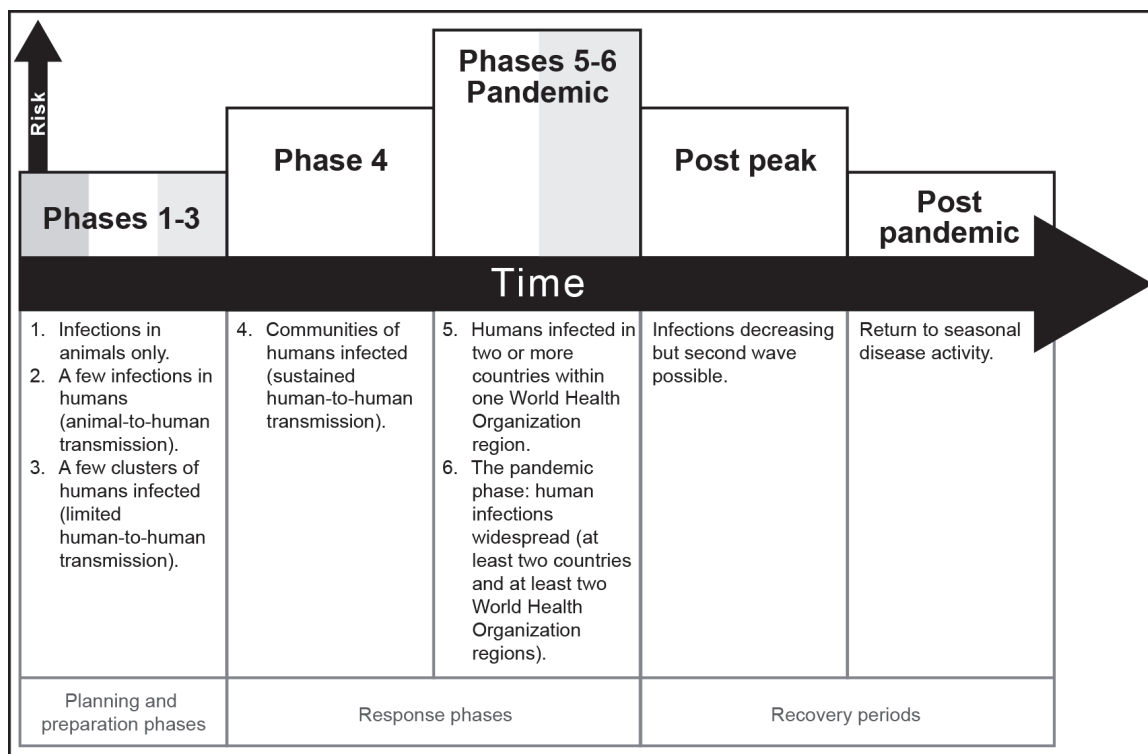 Risk
Phases 1-3
Phase 4
Phases 5-6
Pandemic
Post peak
Post
pandemic
Time
1. Infections in
animals only.
2. A few infections in
humans
(animal-to-human
transmission).
3. A few clusters of
humans infected
(limited
human-to-human
transmission).
4. Communities of
humans infected
(sustained
human-to-human
transmission).
5. Humans infected in
two or more
countries within
one World Health
Organization
region.
6. The pandemic
phase: human
infections
widespread (at
least two countries
and at least two
World Health
Organization
regions).
Infections decreasing
but second wave
possible.
Return to seasonal
disease activity.
Planning and
preparation phases
Response phases
Recovery periods